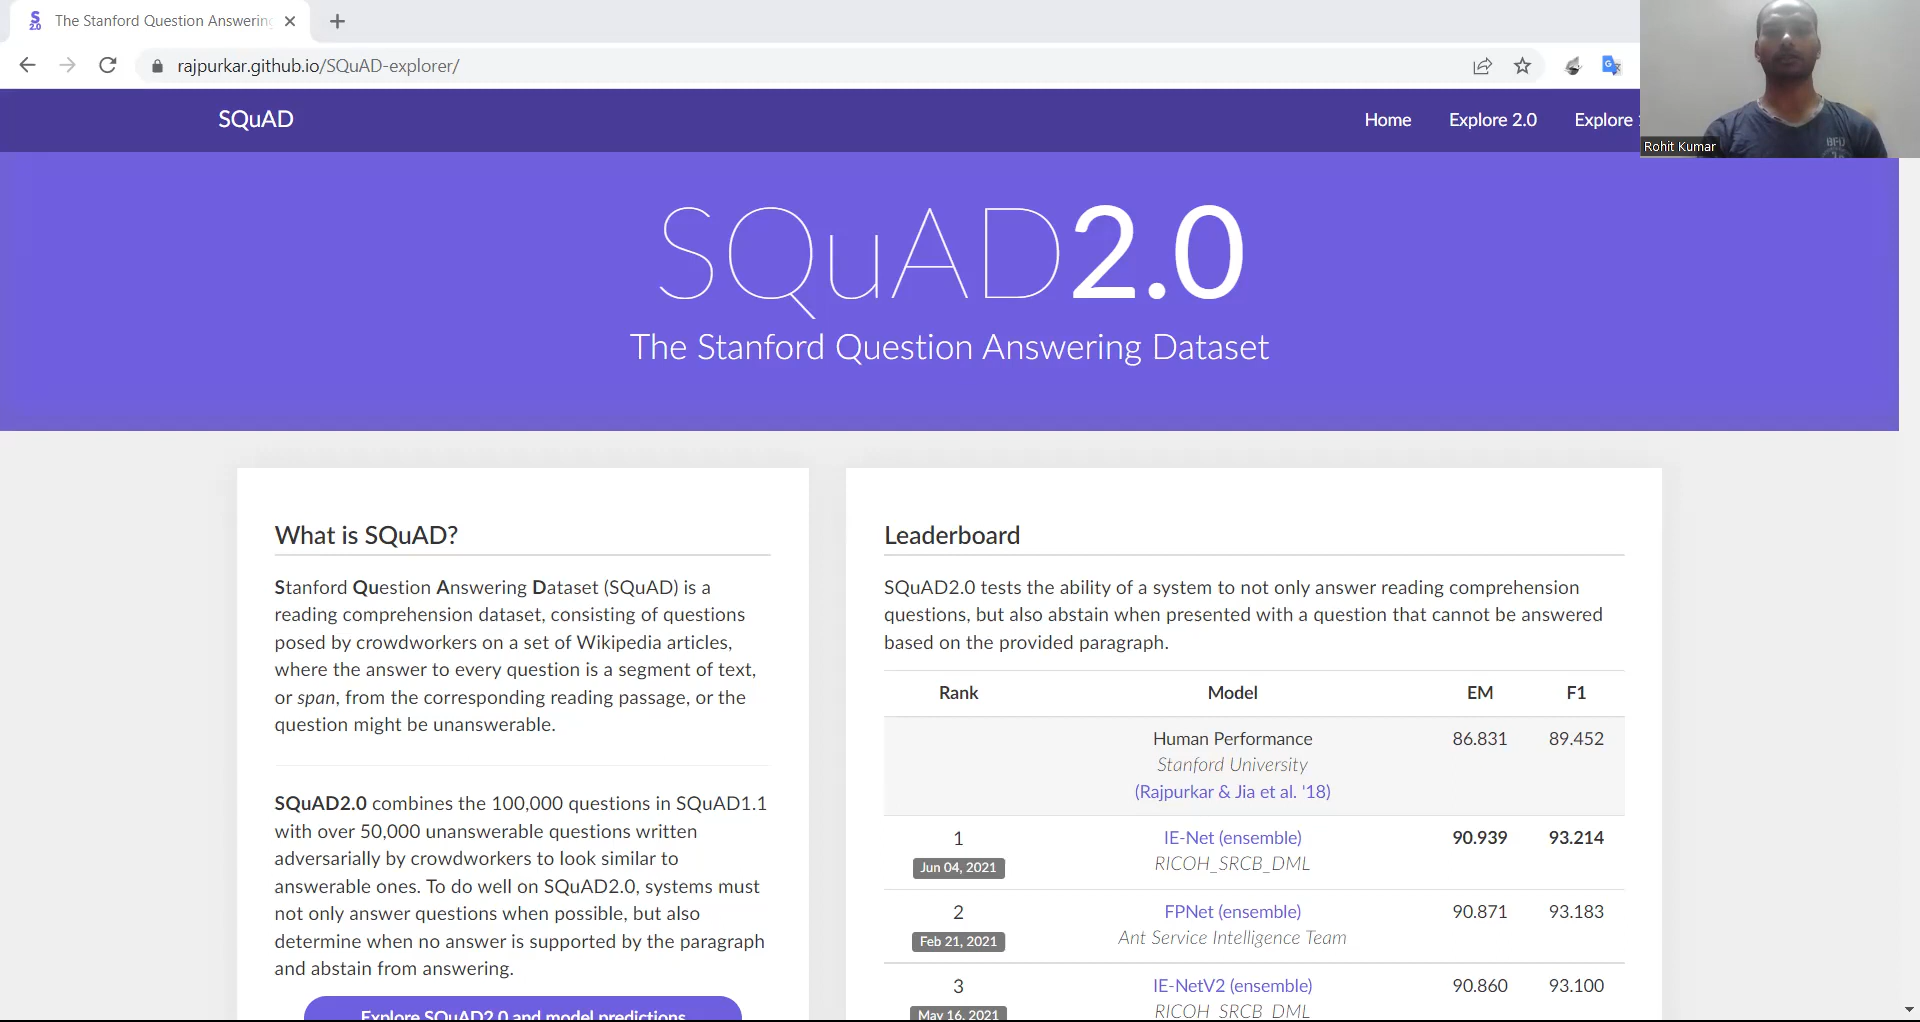 The Stanford Question Answering
rajpurkar.github.io/SQuAD-explorer/
SQuAD
Home
Explore 2.0
Explore
Rohit Kumar
SQuAD2.0
The Stanford Question Answering Dataset
What is SQuAD?
Stanford Question Answering Dataset (SQuAD) is a
reading comprehension dataset, consisting of questions
posed by crowdworkers on a set of Wikipedia articles,
where the answer to every question is a segment of text,
or span, from the corresponding reading passage, or the
question might be unanswerable.
SQuAD2.0 combines the 100,000 questions in SQuAD1.1
with over 50,000 unanswerable questions written
adversarially by crowdworkers to look similar to
answerable ones. To do well on SQuAD2.0, systems must
not only answer questions when possible, but also
determine when no answer is supported by the paragraph
and abstain from answering.
Explore SQuAD2.0 and model predictions
Leaderboard
SQuAD2.0 tests the ability of a system to not only answer reading comprehension
questions, but also abstain when presented with a question that cannot be answered
based on the provided paragraph.
Rank Model EM F1
Human Performance 86.831 89.452
Stanford University
(Rajpurkar & Jia et al. '18)
1 IE-Net (ensemble) 90.939 93.214
Jun 04, 2021 RICOH_SRCB_DML
2 FPNet (ensemble) 90.871 93.183
Feb 21, 2021 Ant Service Intelligence Team
3 IE-NetV2 (ensemble) 90.860 93.100
May 16, 2021 RICOH_SRCB_DML